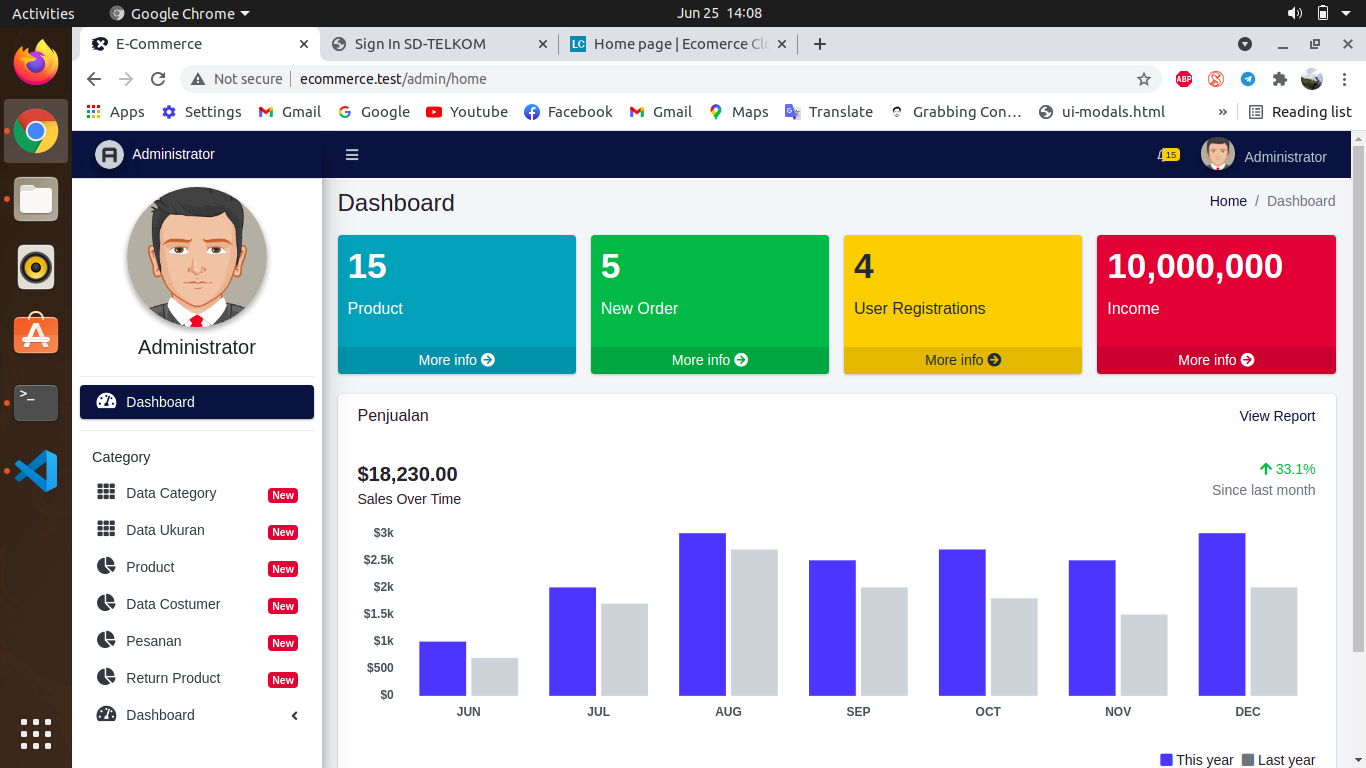 Activities Google Chrome Jun 25 14:08
E-Commerce Sign In SD-TELKOM LC Home page | Ecomerce Cl
Not secure ecommerce.test/admin/home ABP
Apps Settings Gmail Google Youtube Facebook Gmail Maps Translate Grabbing Con… ui-modals.html » Reading list
Administrator 15 Administrator
Dashboard Home / Dashboard
Administrator
Dashboard
Category
Data Category New
Data Ukuran New
Product New
Data Costumer New
Pesanan New
Return Product New
Dashboard
15
Product
More info
5
New Order
More info
4
User Registrations
More info
10,000,000
Income
More info
Penjualan View Report
$18,230.00 33.1%
Sales Over Time Since last month
$3k
$2.5k
$2k
$1.5k
$1k
$500
$0
JUN JUL AUG SEP OCT NOV DEC
This year Last year
>_